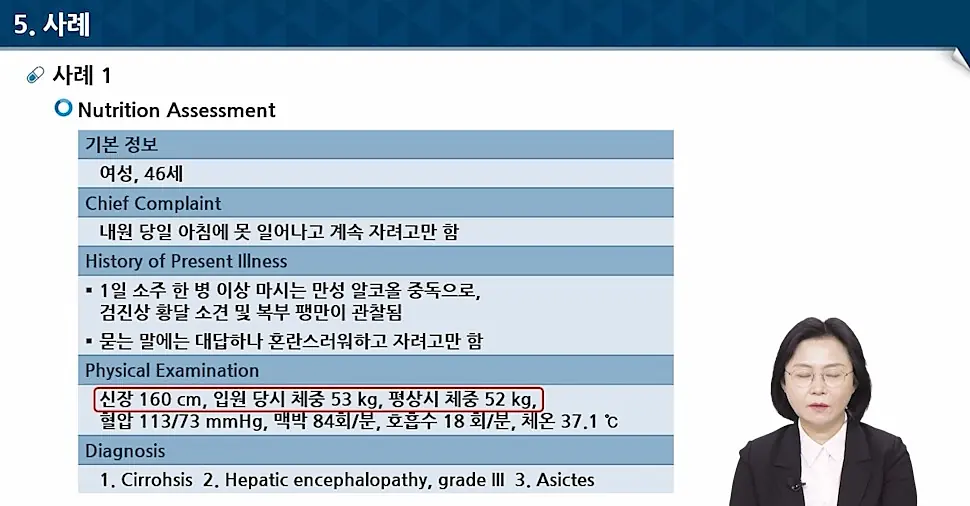 5. 사례
사례 1
Nutrition Assessment
기본 정보
여성, 46세
Chief Complaint
내원 당일 아침에 못 일어나고 계속 자려고만 함
History of Present Illness
▪ 1일 소주 한 병 이상 마시는 만성 알코올 중독으로,
검진상 황달 소견 및 복부 팽만이 관찰됨
▪ 묻는 말에는 대답하나 혼란스러워하고 자려고만 함
Physical Examination
신장 160 cm, 입원 당시 체중 53 kg, 평상시 체중 52 kg,
혈압 113/73 mmHg, 맥박 84회/분, 호흡수 18 회/분, 체온 37.1 ℃
Diagnosis
1. Cirrohsis 2. Hepatic encephalopathy, grade III 3. Asictes